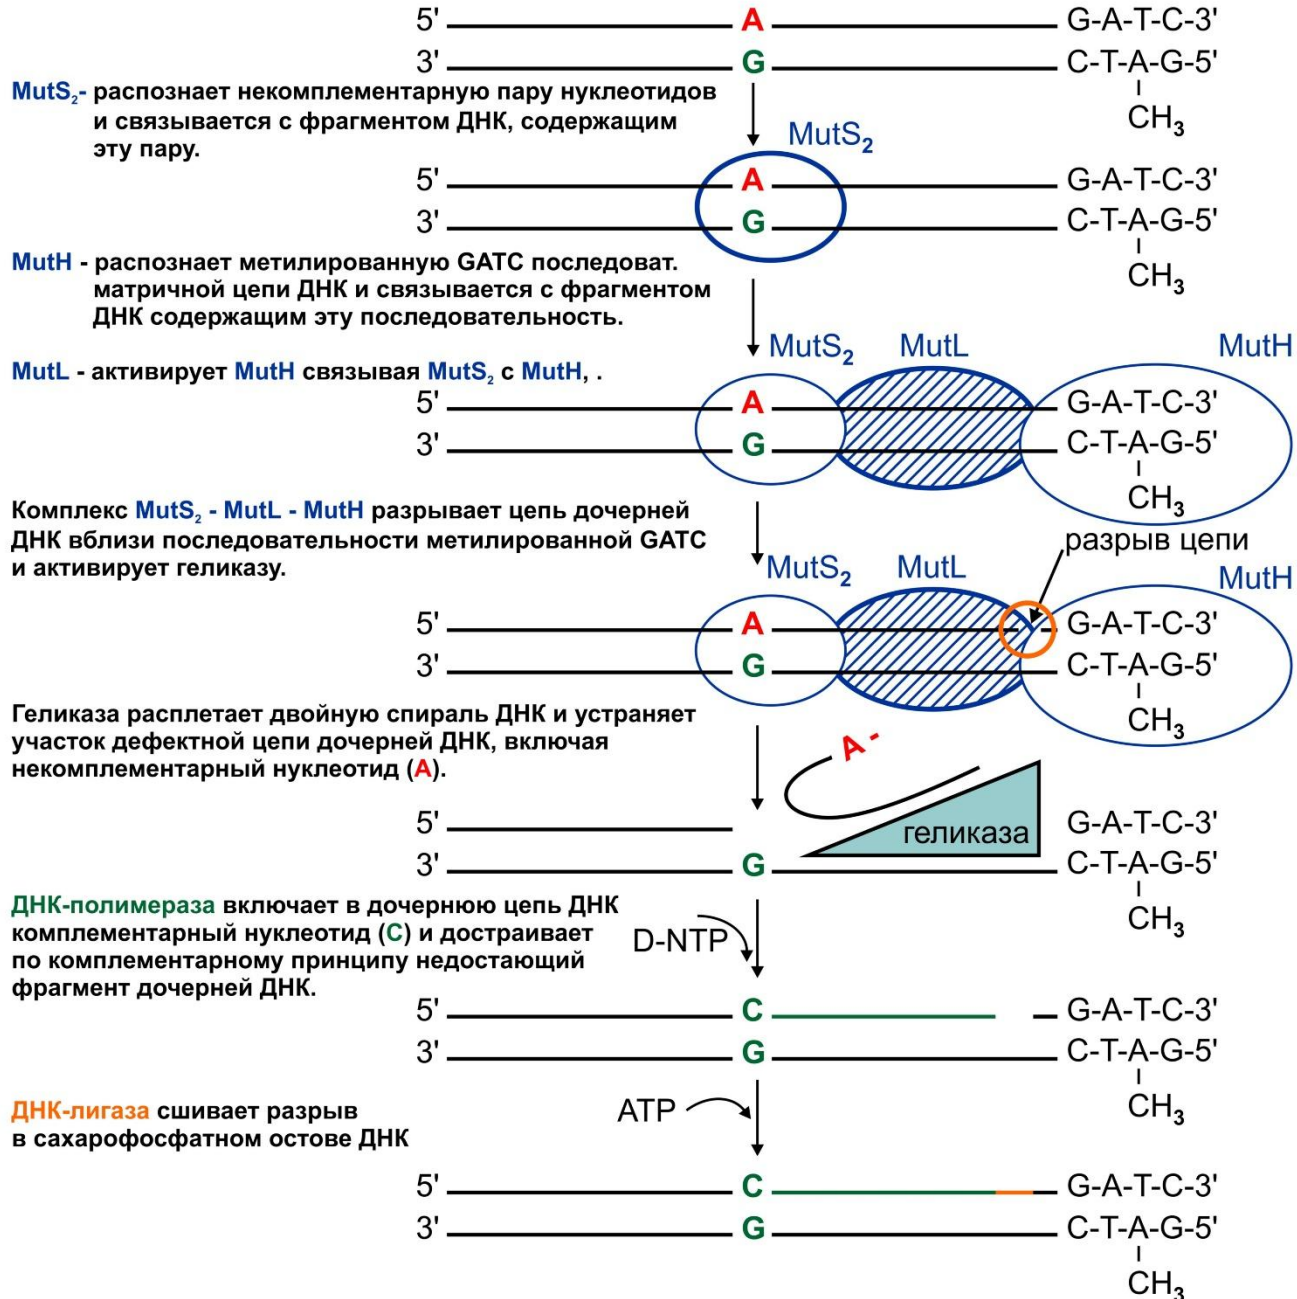 5' A G-A-T-C-3'
3' G C-T-A-G-5'
CH3
MutS2- распознает некомплементарную пару нуклеотидов
и связывается с фрагментом ДНК, содержащим
эту пару.
MutS2
5' A G-A-T-C-3'
3' G C-T-A-G-5'
CH3
MutH - распознает метилированную GATC последоват.
матричной цепи ДНК и связывается с фрагментом
ДНК содержащим эту последовательность.
MutL - активирует MutH связывая MutS2 с MutH, .
MutS2 MutL MutH
5' A G-A-T-C-3'
3' G C-T-A-G-5'
CH3
Комплекс MutS2 - MutL - MutH разрывает цепь дочерней
ДНК вблизи последовательности метилированной GATC
и активирует геликазу.
разрыв цепи
MutS2 MutL MutH
5' A G-A-T-C-3'
3' G C-T-A-G-5'
CH3
Геликаза расплетает двойную спираль ДНК и устраняет
участок дефектной цепи дочерней ДНК, включая
некомплементарный нуклеотид (A).
A -
геликаза
5' G-A-T-C-3'
3' G C-T-A-G-5'
CH3
ДНК-полимераза включает в дочернюю цепь ДНК
комплементарный нуклеотид (C) и достраивает
по комплементарному принципу недостающий
фрагмент дочерней ДНК.
D-NTP
5' C G-A-T-C-3'
3' G C-T-A-G-5'
CH3
ДНК-лигаза сшивает разрыв
в сахарофосфатном остове ДНК
ATP
5' C G-A-T-C-3'
3' G C-T-A-G-5'
CH3